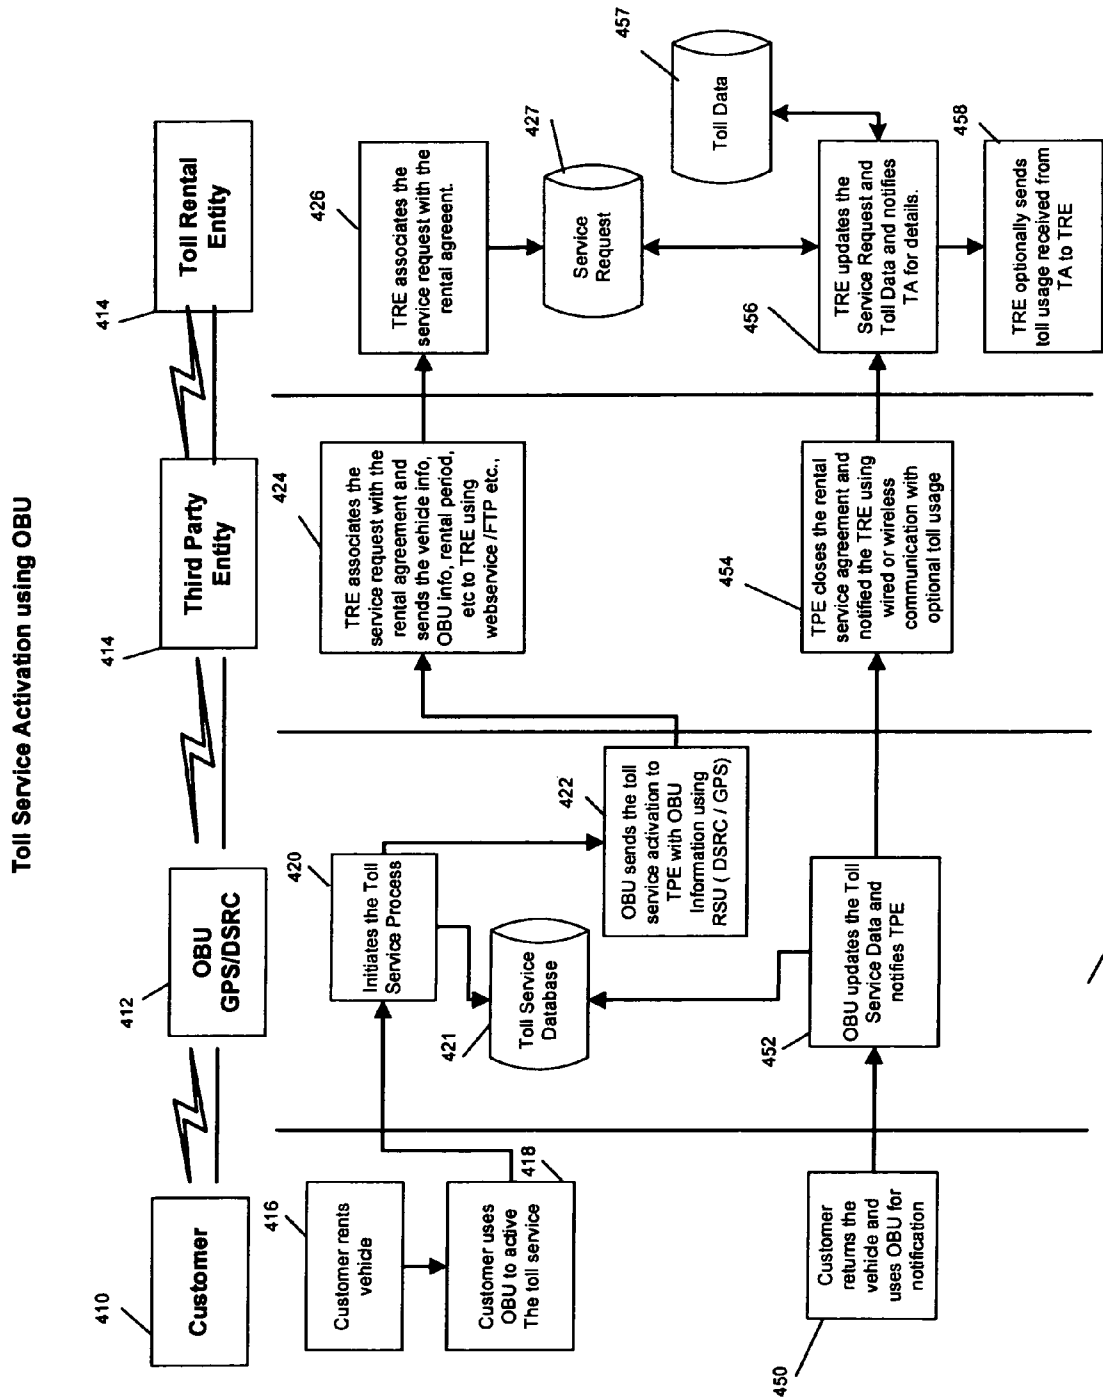 Toll Service Activation using OBU
410
Customer
412
OBU
GPS/DSRC
414
Third Party
Entity
414
Toll Rental
Entity
416
Customer rents
vehicle
Customer uses
OBU to active
The toll service
418
420
Initiates the Toll
Service Process
421
Toll Service
Database
422
OBU sends the toll
service activation to
TPE with OBU
Information using
RSU ( DSRC / GPS)
424
TRE associates the
service request with the
rental agreement and
sends the vehicle info,
OBU info, rental period,
etc to TRE using
webservice /FTP etc.,
426
TRE associates the
service request with the
rental agreeent.
427
Service
Request
457
Toll Data
450
Customer
returns the
vehicle and
uses OBU for
notification
452
OBU updates the Toll
Service Data and
notifies TPE
454
TPE closes the rental
service agreement and
notified the TRE using
wired or wireless
communication with
optional toll usage
456
TRE updates the
Service Request and
Toll Data and notifies
TA for details.
458
TRE optionally sends
toll usage received from
TA to TRE